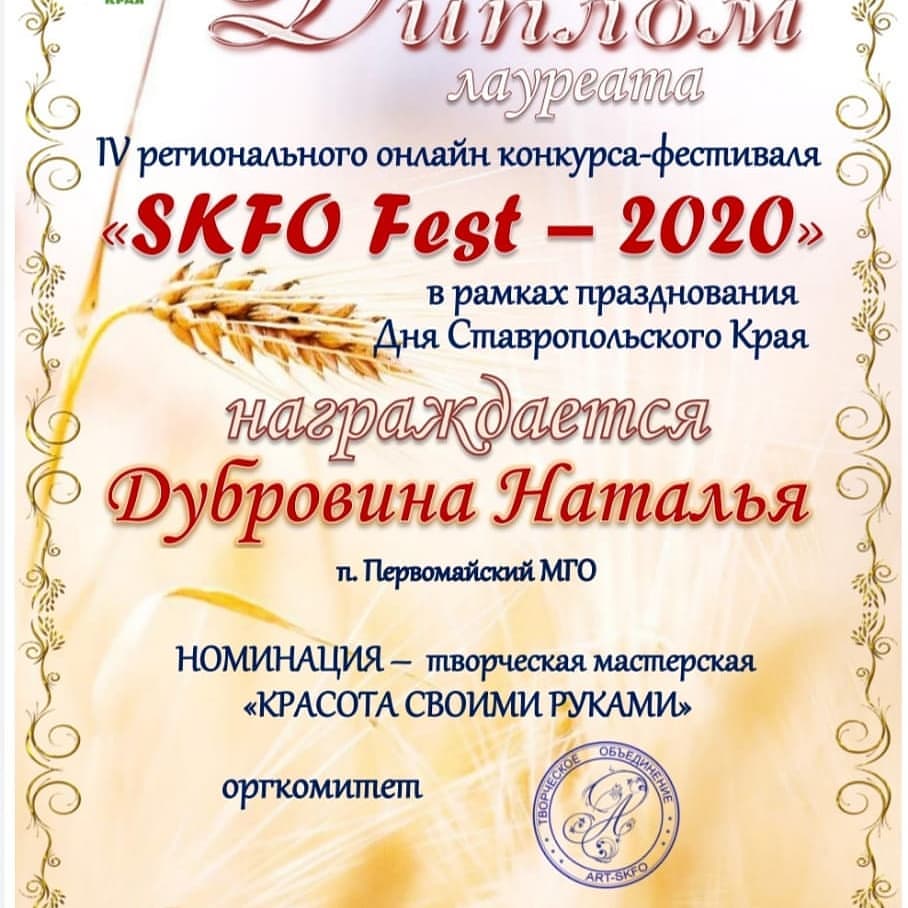 КРАЯ
Диплом
лауреата
IV регионального онлайн конкурса-фестиваля
«SKFO Fest – 2020»
в рамках празднования
Дня Ставропольского Края
награждается
Дубровина Наталья
п. Первомайский МГО
НОМИНАЦИЯ – творческая мастерская
«КРАСОТА СВОИМИ РУКАМИ»
оргкомитет
ТВОРЧЕСКОЕ ОБЪЕДИНЕНИЕ
ART-SKFO